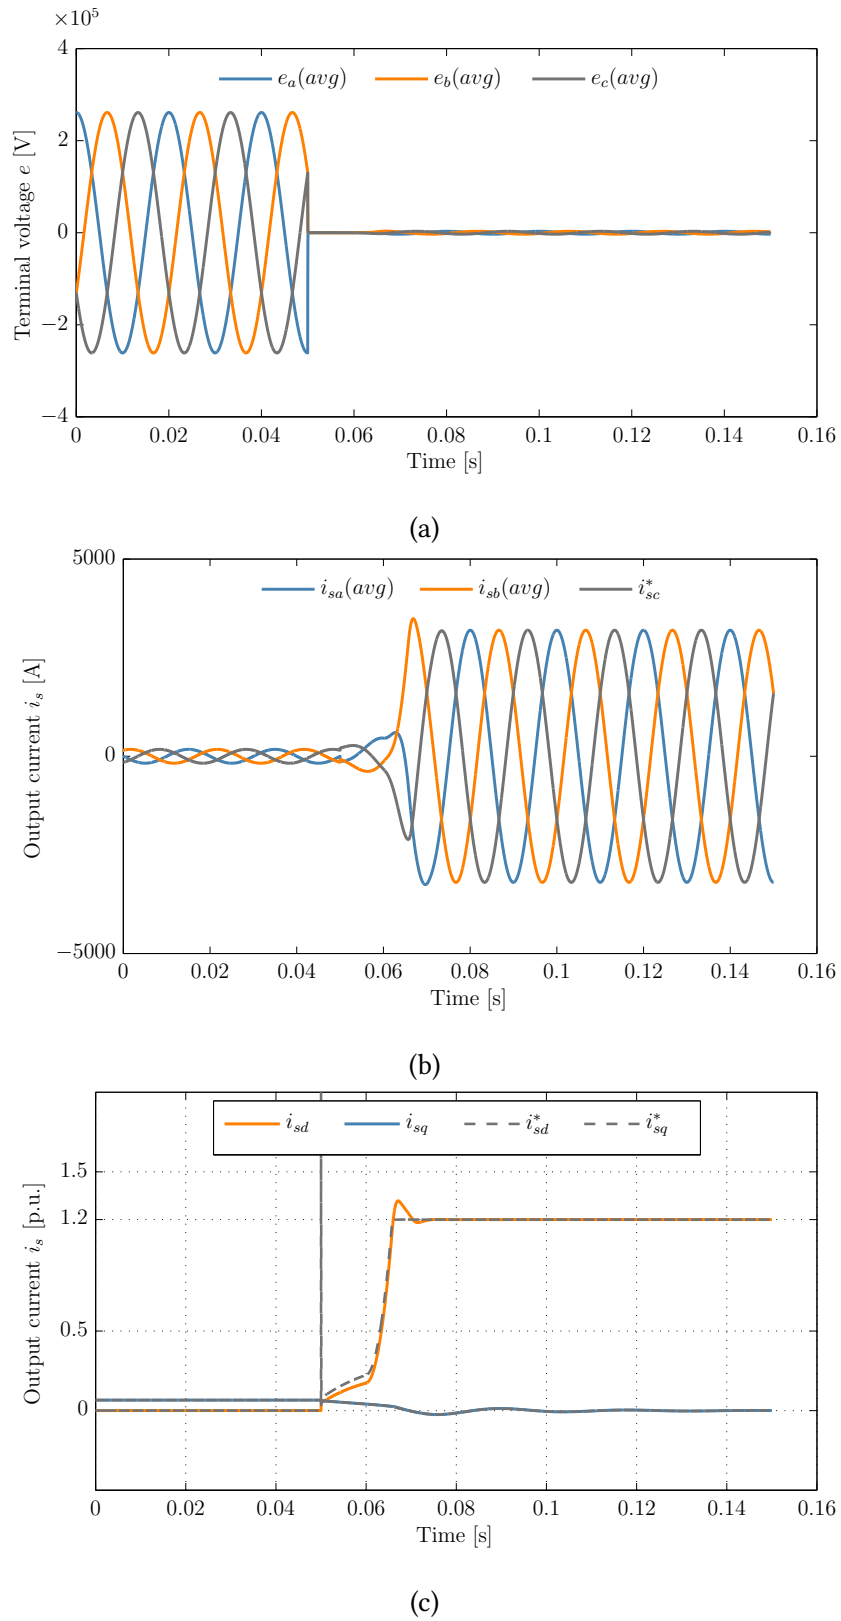 ×10⁵
4
2
0
−2
−4
e_a(avg) e_b(avg) e_c(avg)
Terminal voltage e [V]
0 0.02 0.04 0.06 0.08 0.1 0.12 0.14 0.16
Time [s]
(a)
5000
0
−5000
i_sa(avg) i_sb(avg) i*_sc
Output current i_s [A]
0 0.02 0.04 0.06 0.08 0.1 0.12 0.14 0.16
Time [s]
(b)
i_sd i_sq i*_sd i*_sq
1.5
1.2
0.5
0
Output current i_s [p.u.]
0 0.02 0.04 0.06 0.08 0.1 0.12 0.14 0.16
Time [s]
(c)